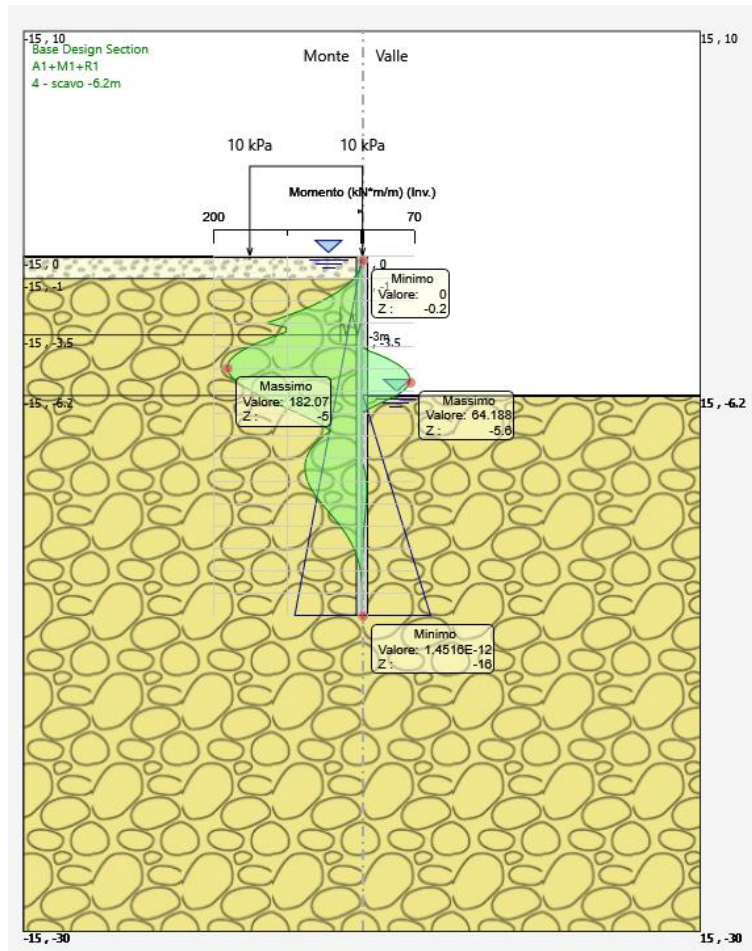 -15 , 10
15 , 10
Base Design Section
A1+M1+R1
4 - scavo -6.2m
Monte
Valle
10 kPa
10 kPa
Momento (kN*m/m) (Inv.)
200
70
-15 , 0
, 0
Minimo
Valore: 0
Z : -0.2
-15 , -1
, -1
-3m
-15 , -3.5
, -3.5
Massimo
Valore: 182.07
Z : -5
Massimo
Valore: 64.188
Z : -5.6
-15 , -6.2
15 , -6.2
Minimo
Valore: 1.4516E-12
Z : -16
-15 , -30
15 , -30